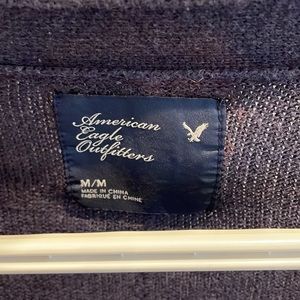 American
Eagle
Outfitters
M/M
MADE IN CHINA
FABRIQUÉ EN CHINE